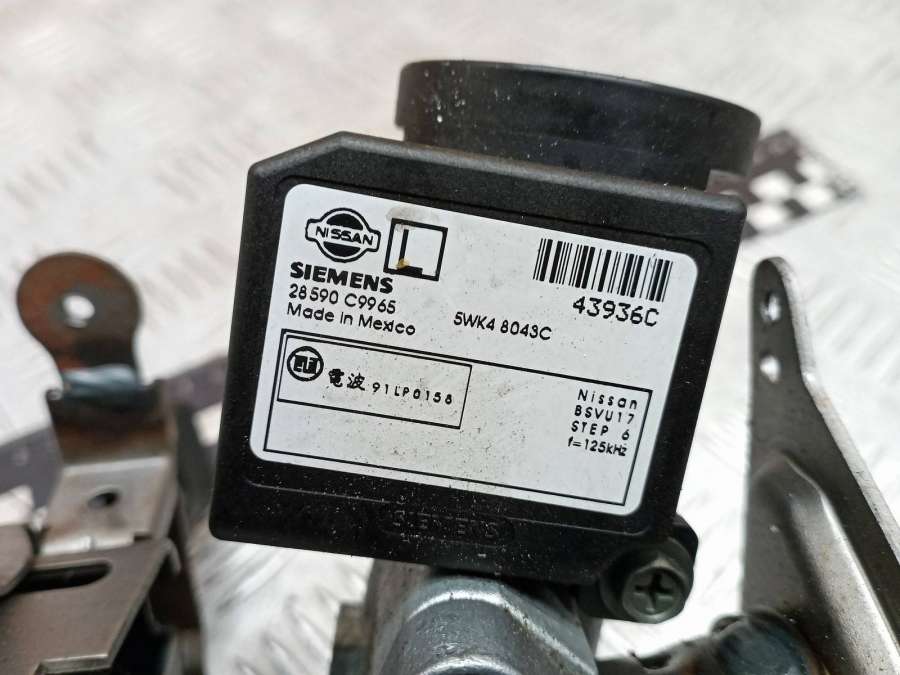 NISSAN
L
SIEMENS
28590 C9965
Made in Mexico
5WK4 8043C
43936C
電波 91LP0158
Nissan
BSVU17
STEP 6
f=125kHz
SIEMENS